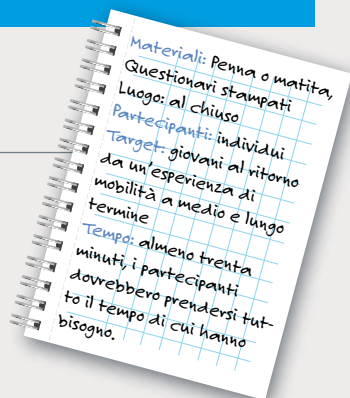 Materiali: Penna o matita,
Questionari stampati
Luogo: al chiuso
Partecipanti: individui
Target: giovani al ritorno
da un'esperienza di
mobilità a medio e lungo
termine
Tempo: almeno trenta
minuti, i partecipanti
dovrebbero prendersi tut-
to il tempo di cui hanno
bisogno.